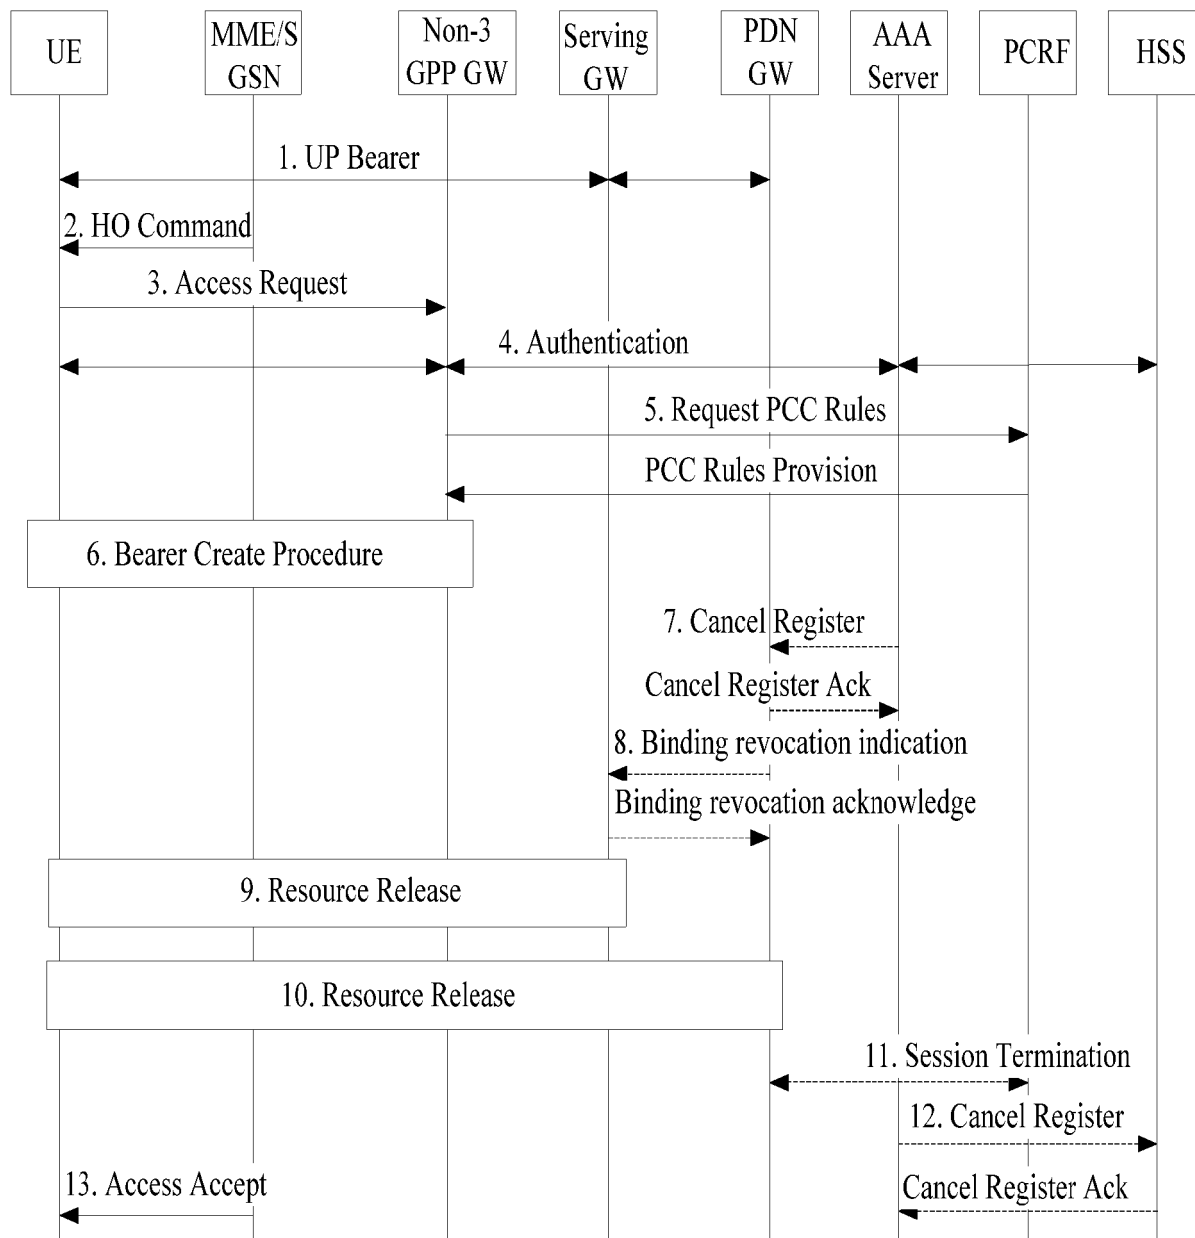 UE
MME/S
GSN
Non-3
GPP GW
Serving
GW
PDN
GW
AAA
Server
PCRF
HSS
1. UP Bearer
2. HO Command
3. Access Request
4. Authentication
5. Request PCC Rules
PCC Rules Provision
6. Bearer Create Procedure
7. Cancel Register
Cancel Register Ack
8. Binding revocation indication
Binding revocation acknowledge
9. Resource Release
10. Resource Release
11. Session Termination
12. Cancel Register
13. Access Accept
Cancel Register Ack